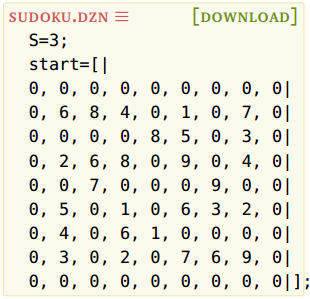 SUDOKU.DZN ≡ [DOWNLOAD]
S=3;
start=[|
0, 0, 0, 0, 0, 0, 0, 0, 0|
0, 6, 8, 4, 0, 1, 0, 7, 0|
0, 0, 0, 0, 8, 5, 0, 3, 0|
0, 2, 6, 8, 0, 9, 0, 4, 0|
0, 0, 7, 0, 0, 0, 9, 0, 0|
0, 5, 0, 1, 0, 6, 3, 2, 0|
0, 4, 0, 6, 1, 0, 0, 0, 0|
0, 3, 0, 2, 0, 7, 6, 9, 0|
0, 0, 0, 0, 0, 0, 0, 0, 0|];